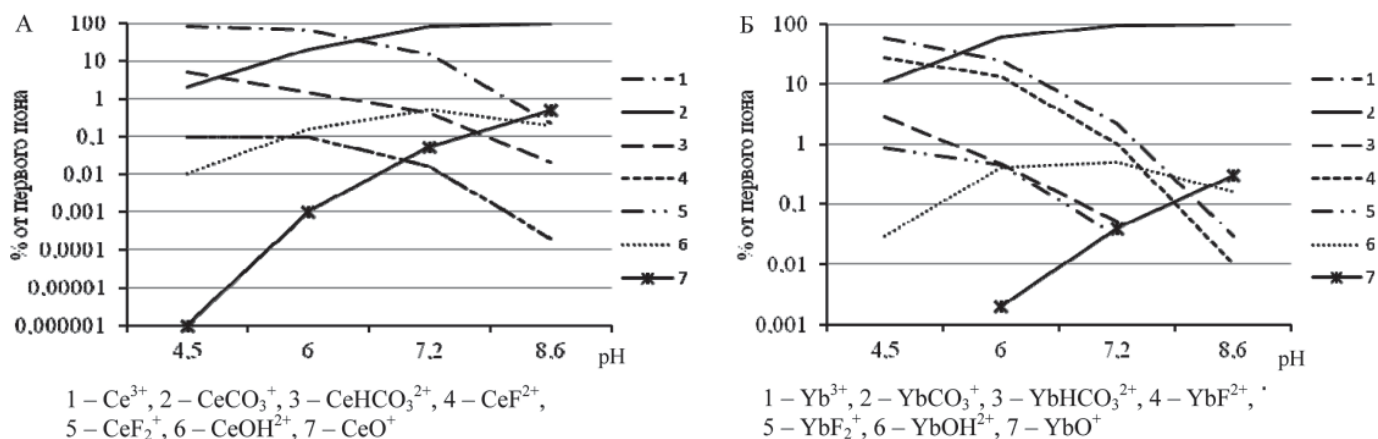 А
% от первого иона
100
10
1
0.1
0.01
0.001
0.0001
0.00001
0.000001
4.5 6 7.2 8.6 pH
1
2
3
4
5
6
7
1 – Ce³⁺, 2 – CeCO₃⁺, 3 – CeHCO₃²⁺, 4 – CeF²⁺,
5 – CeF₂⁺, 6 – CeOH²⁺, 7 – CeO⁺
Б
% от первого иона
100
10
1
0.1
0.01
0.001
4.5 6 7.2 8.6 pH
1
2
3
4
5
6
7
1 – Yb³⁺, 2 – YbCO₃⁺, 3 – YbHCO₃²⁺, 4 – YbF²⁺,
5 – YbF₂⁺, 6 – YbOH²⁺, 7 – YbO⁺